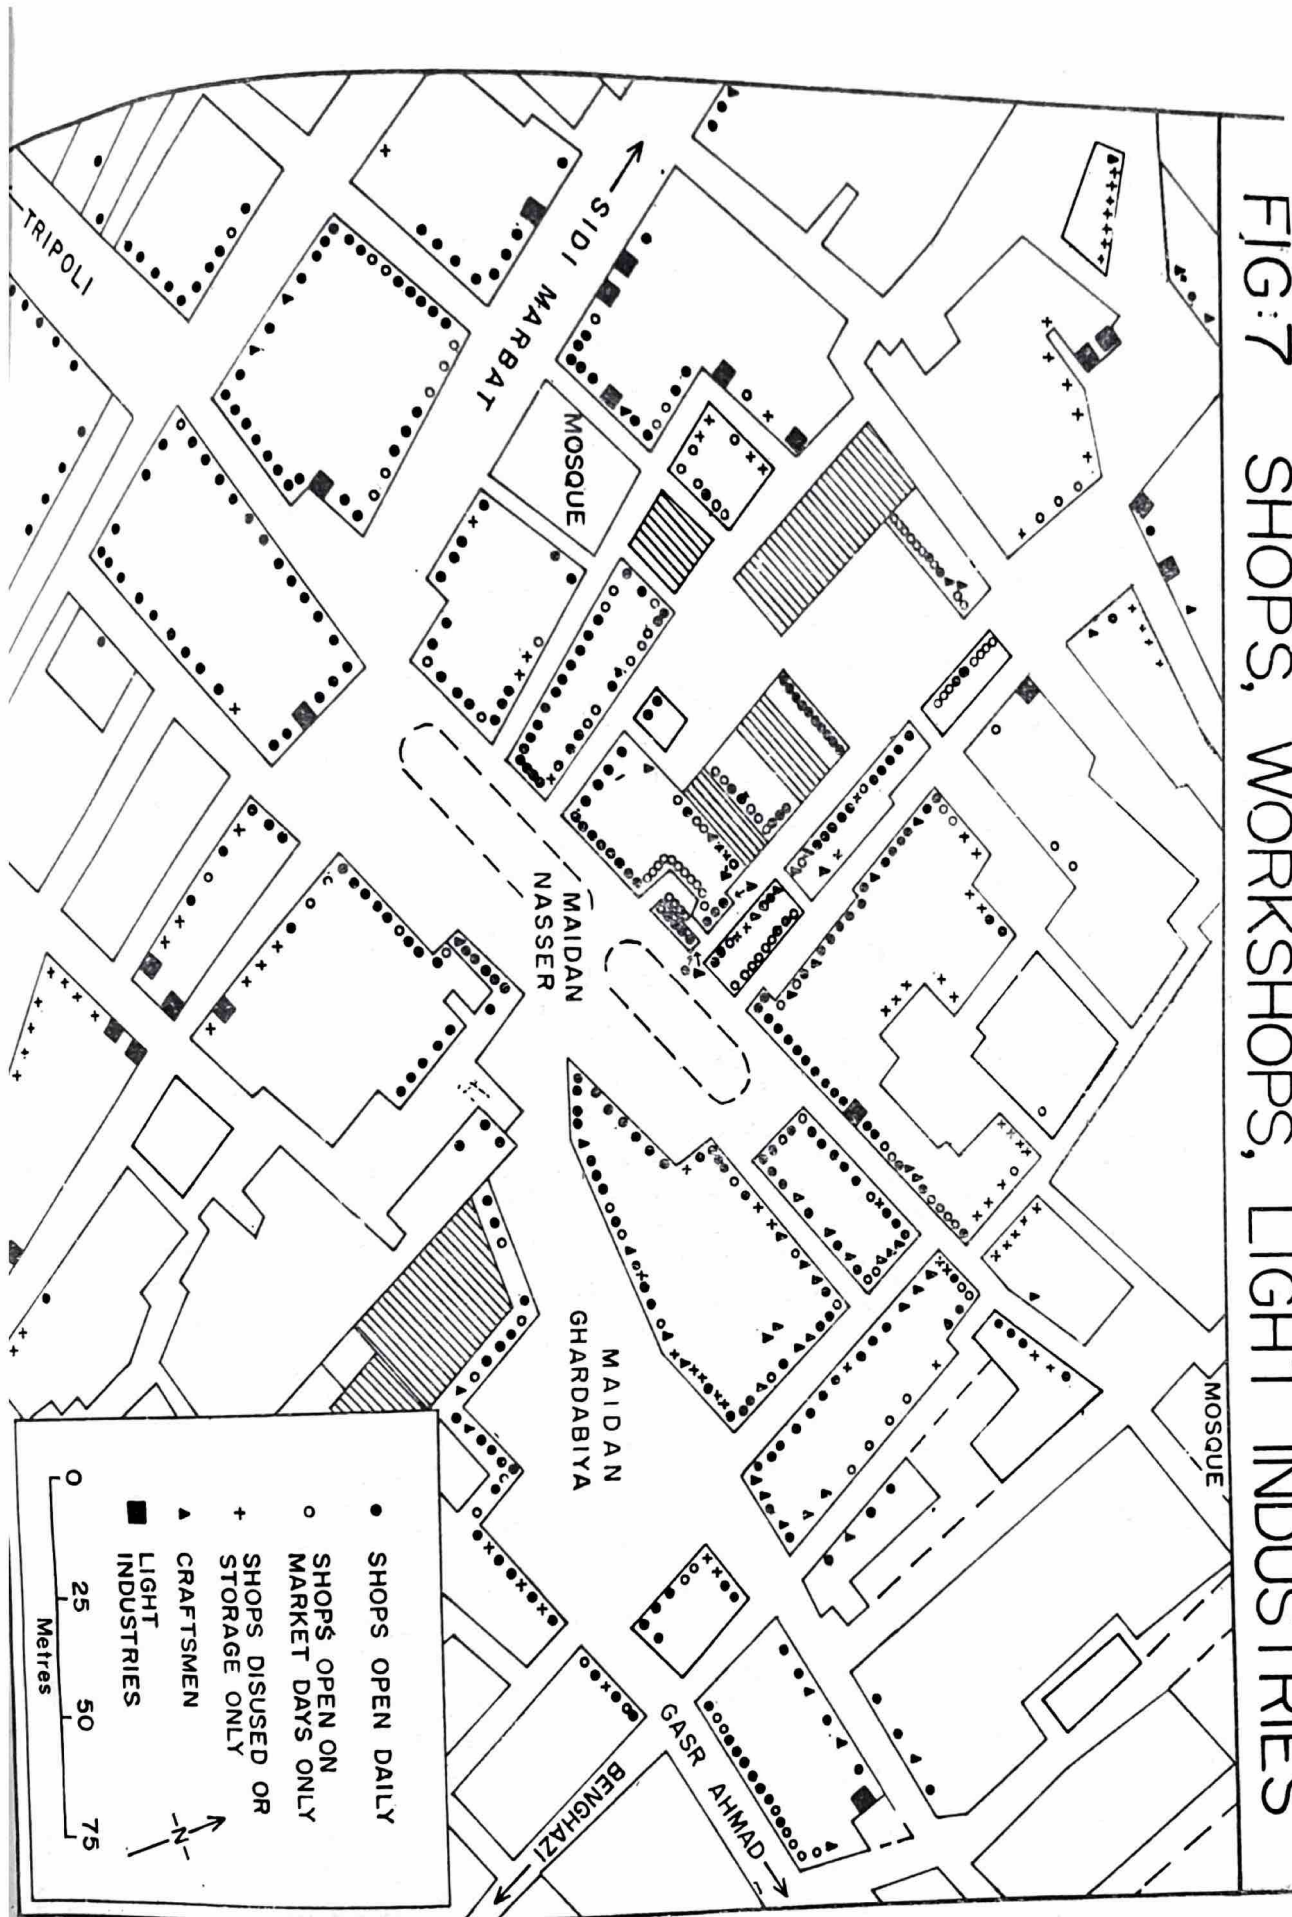 FIG:7 SHOPS, WORKSHOPS, LIGHT INDUSTRIES
MOSQUE
SIDI MARBAT
TRIPOLI
MOSQUE
MAIDAN
NASSER
MAIDAN
GHARDABIYA
GASR AHMAD
BENGHAZI
SHOPS OPEN DAILY
SHOPS OPEN ON
MARKET DAYS ONLY
SHOPS DISUSED OR
STORAGE ONLY
CRAFTSMEN
LIGHT
INDUSTRIES
-N-
0 25 50 75
Metres